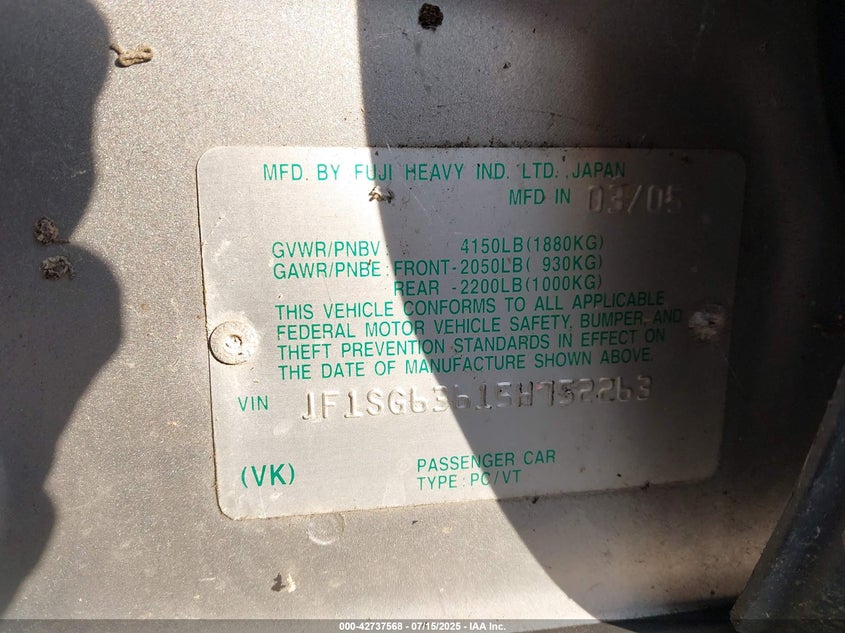 MFD. BY FUJI HEAVY IND. LTD. JAPAN
MFD IN 03/05
GVWR/PNBV: 4150LB(1880KG)
GAWR/PNBE: FRONT-2050LB( 930KG)
REAR -2200LB(1000KG)
THIS VEHICLE CONFORMS TO ALL APPLICABLE
FEDERAL MOTOR VEHICLE SAFETY, BUMPER, AND
THEFT PREVENTION STANDARDS IN EFFECT ON
THE DATE OF MANUFACTURE SHOWN ABOVE.
VIN JF1SG63615H752263
(VK) PASSENGER CAR
TYPE: PC/VT
000-42737568 - 07/15/2025 - IAA Inc.